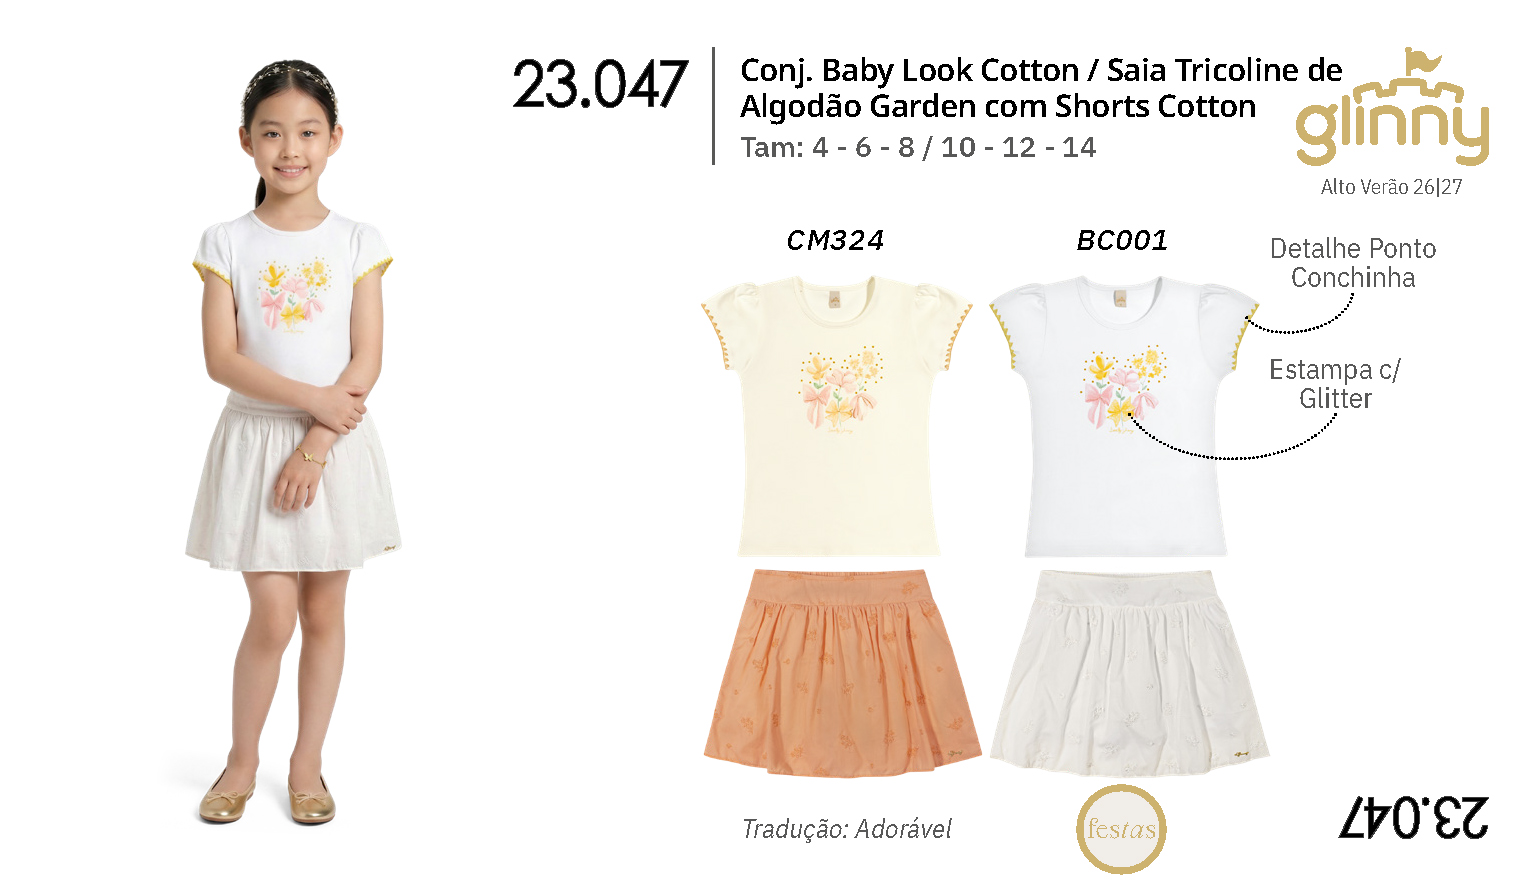 23.047
Conj. Baby Look Cotton / Saia Tricoline de
Algodão Garden com Shorts Cotton
Tam: 4 - 6 - 8 / 10 - 12 - 14
glinny
Alto Verão 26|27
CM324
BC001
Detalhe Ponto
Conchinha
Estampa c/
Glitter
Tradução: Adorável
festas
23.047